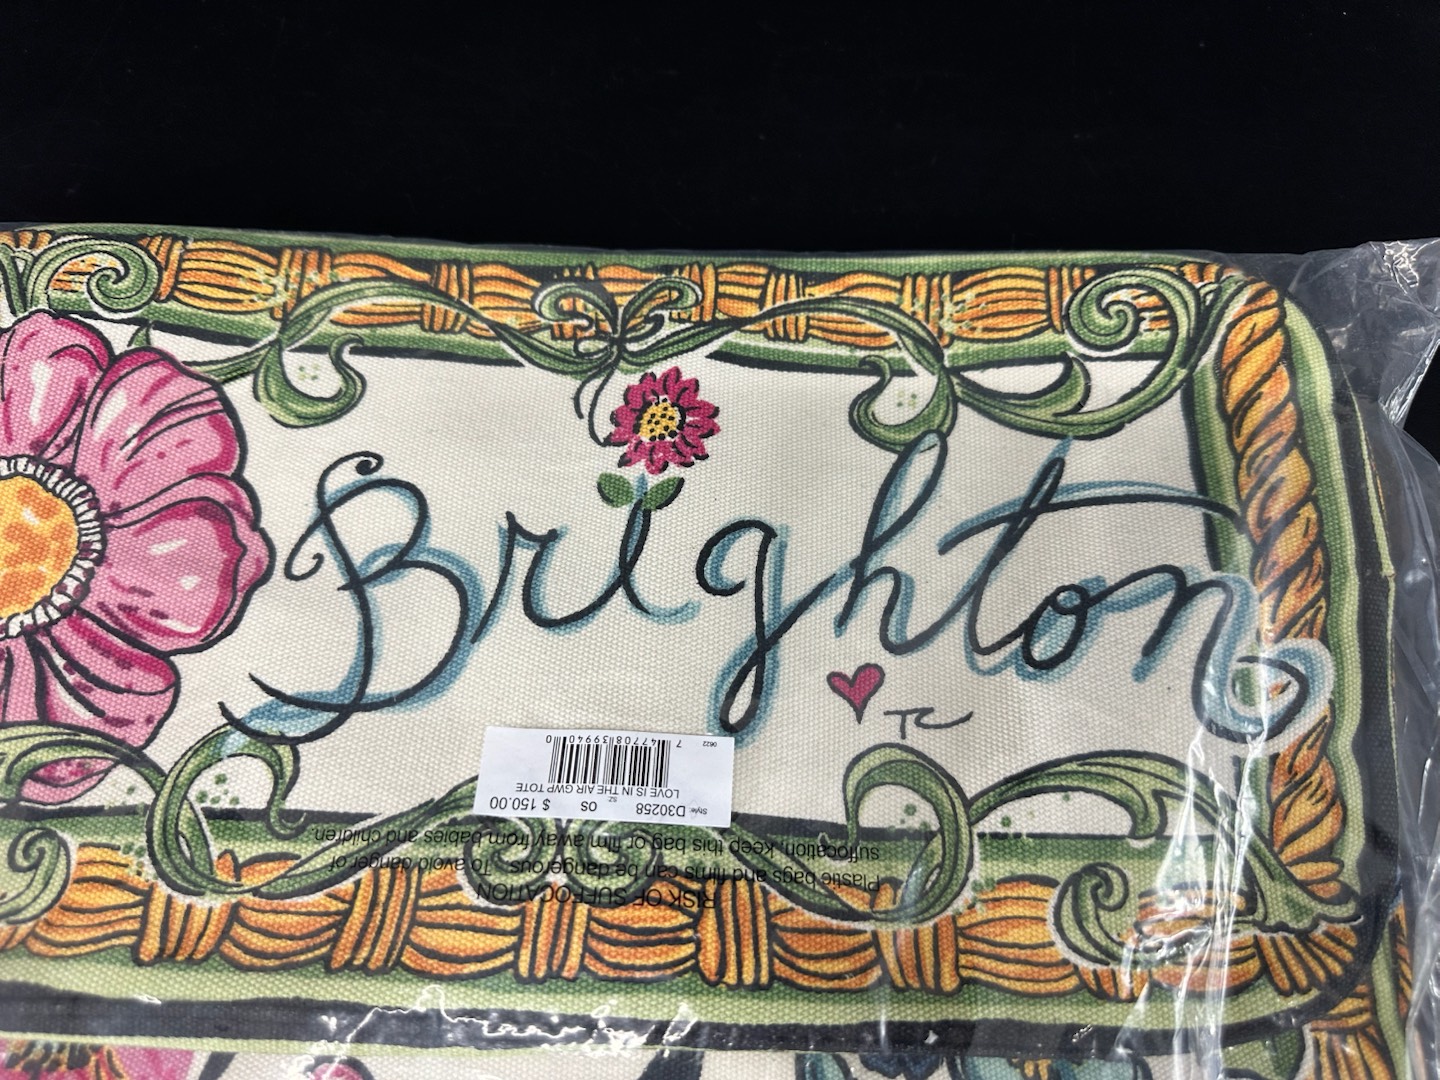 Brighton
TC
0622
7 47708 39940 0
LOVE IS IN THE AIR GWP TOTE
Style: SZ
D30258 OS $ 150.00
RISK OF SUFFOCATION
Plastic bags and films can be dangerous. To avoid danger of
suffocation, keep this bag or film away from babies and children.